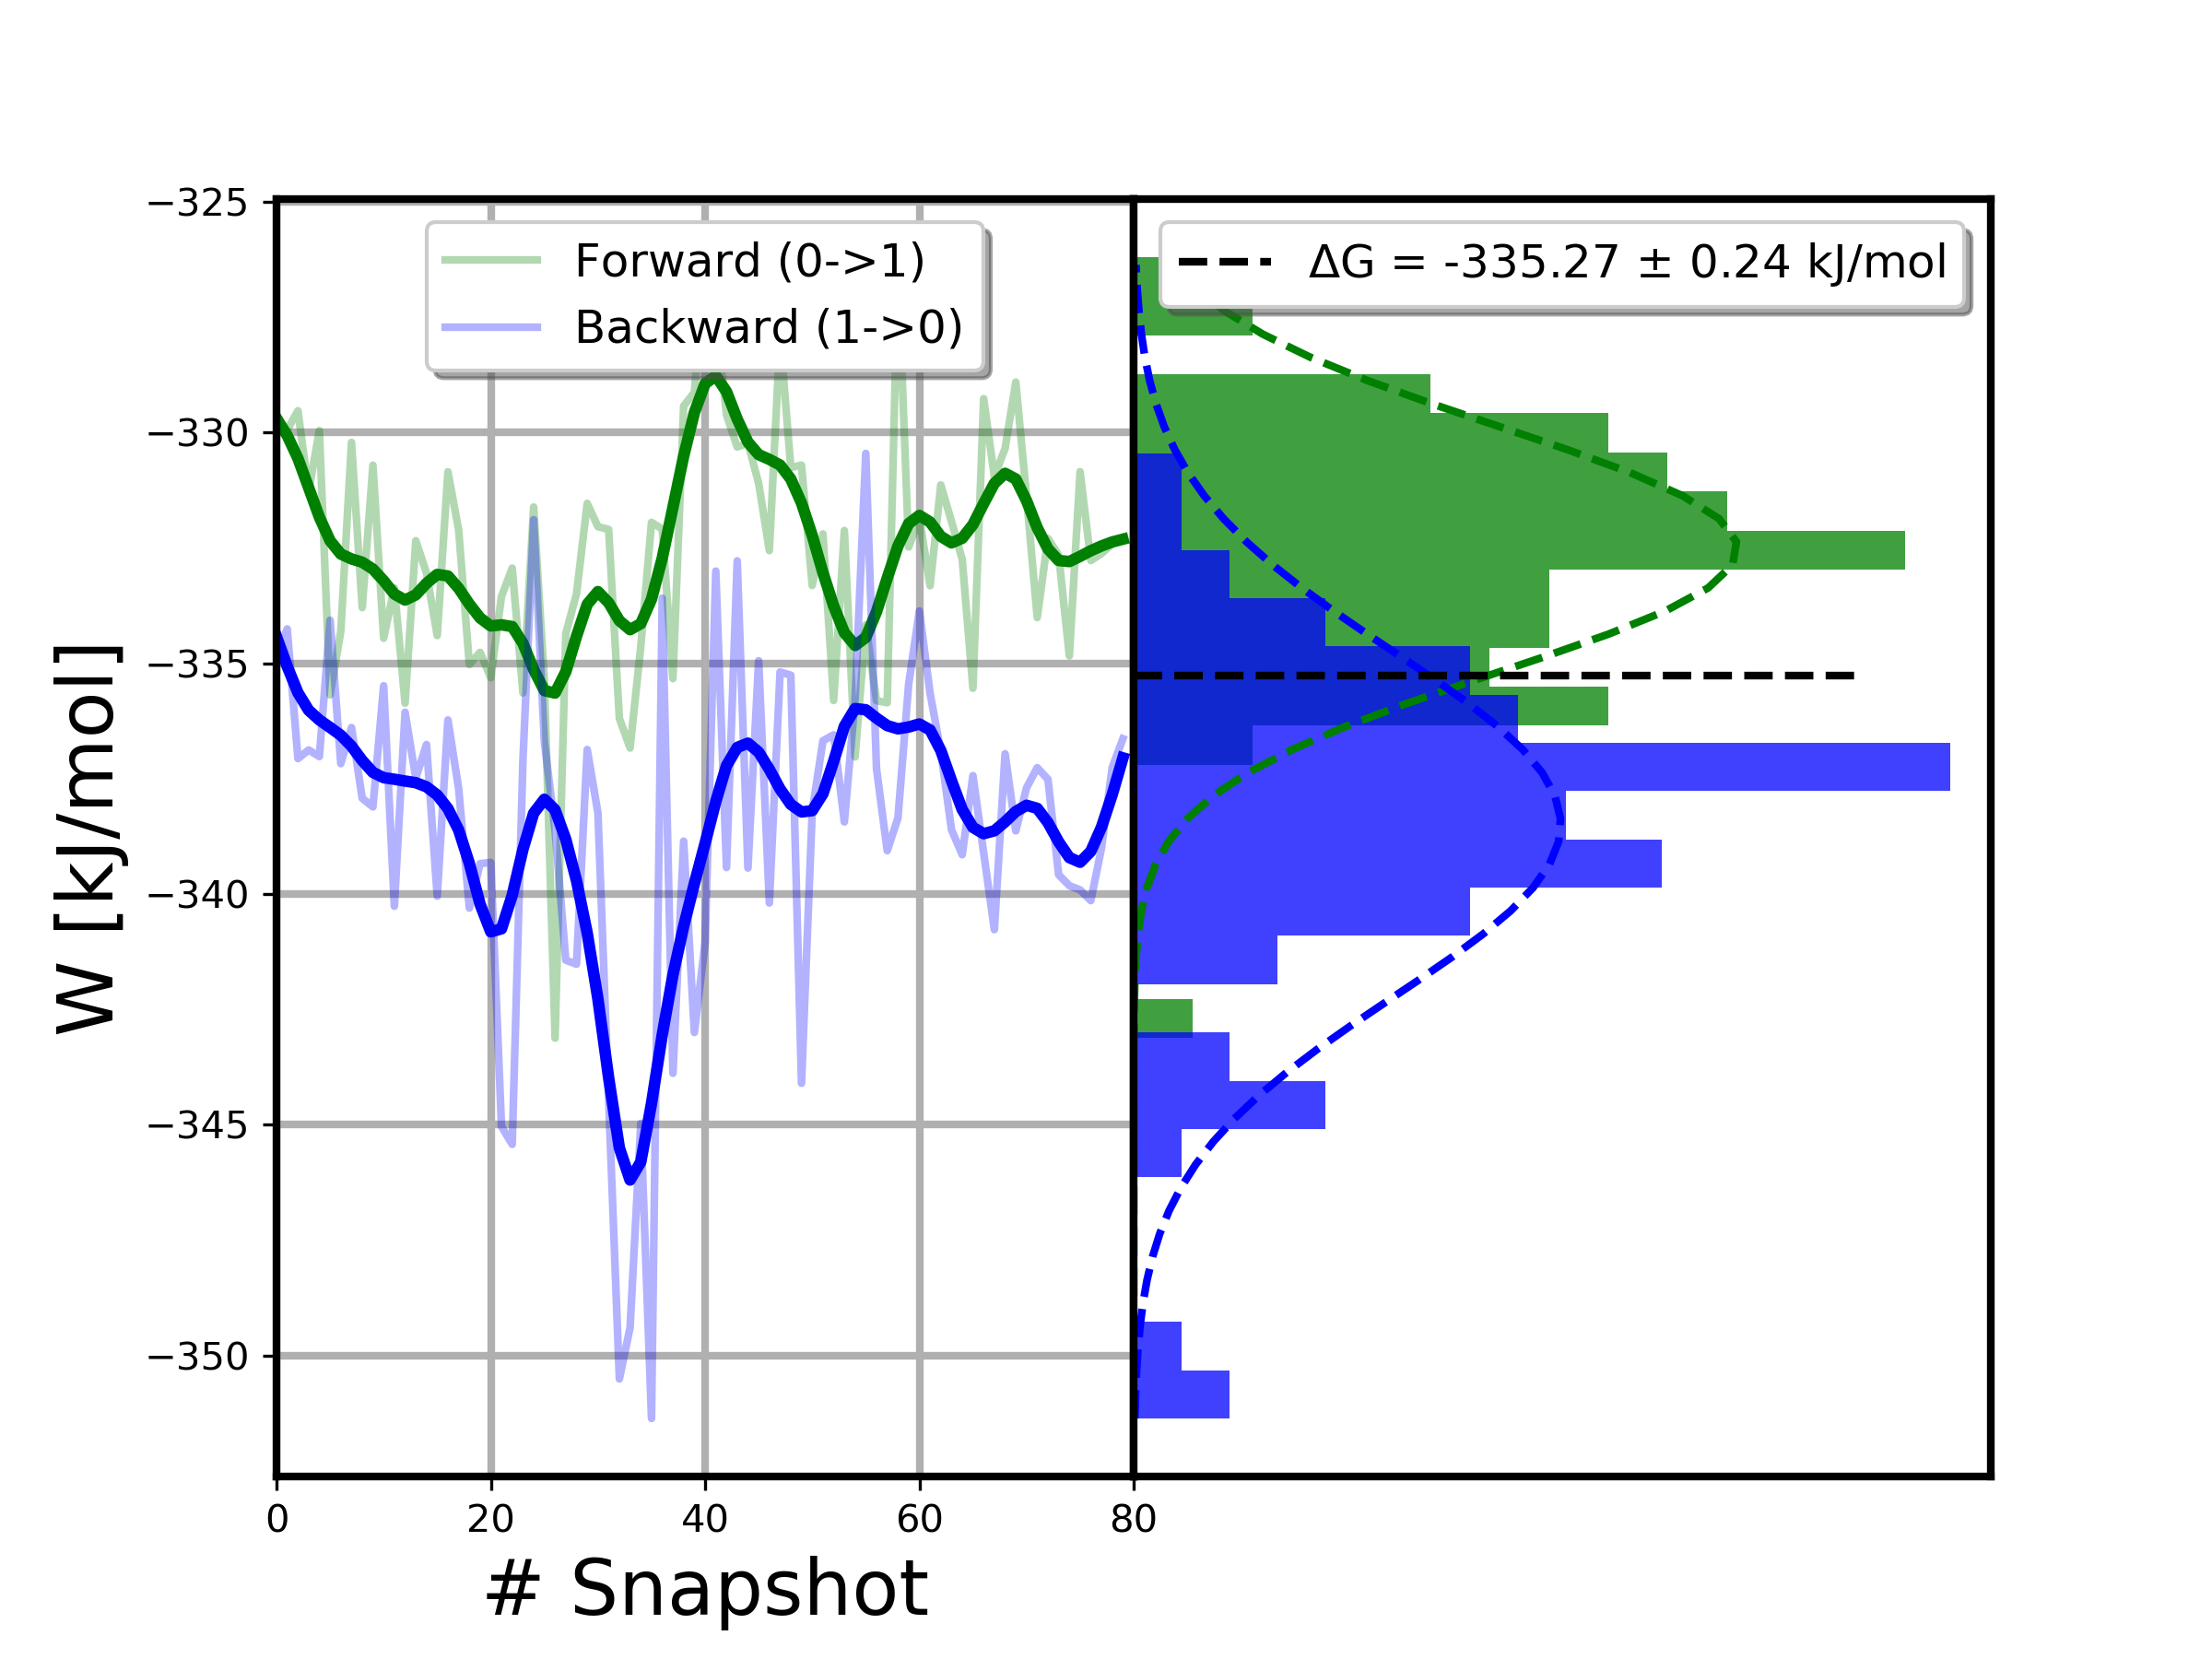 −325
−330
−335
−340
−345
−350
W [kJ/mol]
Forward (0->1)
Backward (1->0)
ΔG = -335.27 ± 0.24 kJ/mol
0 20 40 60 80
# Snapshot